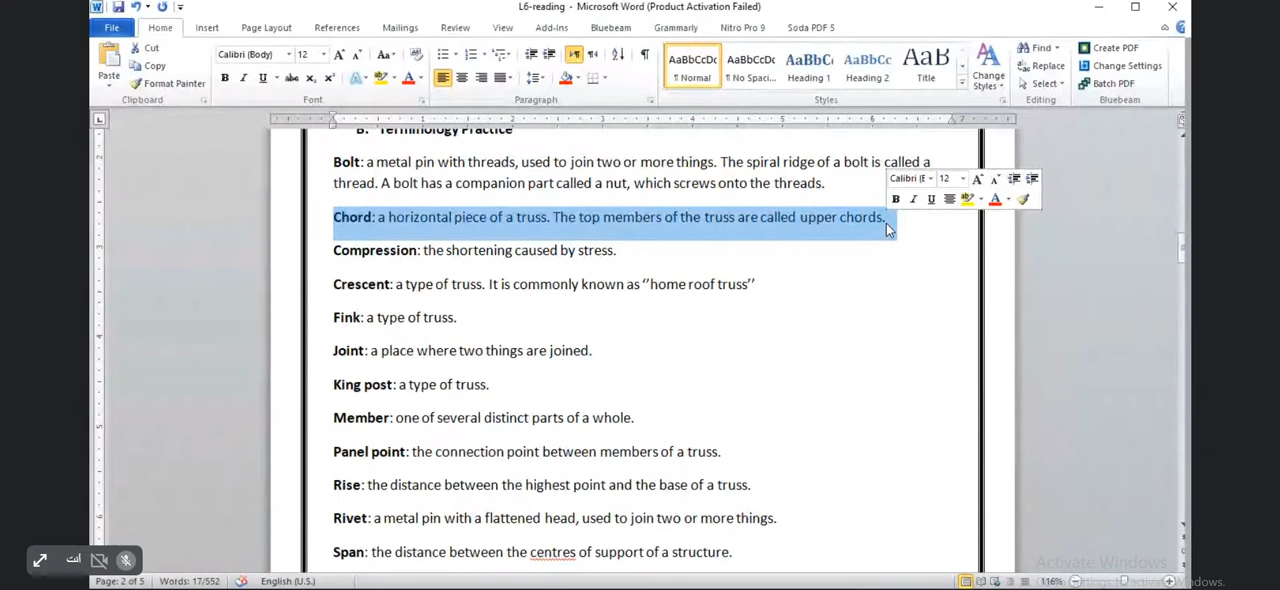 L6-reading - Microsoft Word (Product Activation Failed)
File Home Insert Page Layout References Mailings Review View Add-Ins Bluebeam Grammarly Nitro Pro 9 Soda PDF 5
Paste
Cut
Copy
Format Painter
Clipboard
Calibri (Body) 12
Font
Paragraph
AaBbCcDc AaBbCcDc AaBbC AaBbCc AaB
¶ Normal ¶ No Spaci... Heading 1 Heading 2 Title
Change Styles
Styles
Find
Replace
Select
Editing
Create PDF
Change Settings
Batch PDF
Bluebeam
B. Terminology Practice
Bolt: a metal pin with threads, used to join two or more things. The spiral ridge of a bolt is called a
thread. A bolt has a companion part called a nut, which screws onto the threads.
Calibri (E 12
Chord: a horizontal piece of a truss. The top members of the truss are called upper chords.
Compression: the shortening caused by stress.
Crescent: a type of truss. It is commonly known as ‘’home roof truss’’
Fink: a type of truss.
Joint: a place where two things are joined.
King post: a type of truss.
Member: one of several distinct parts of a whole.
Panel point: the connection point between members of a truss.
Rise: the distance between the highest point and the base of a truss.
Rivet: a metal pin with a flattened head, used to join two or more things.
Span: the distance between the centres of support of a structure.
انت
Activate Windows
Page: 2 of 5 Words: 17/552 English (U.S.) 116%